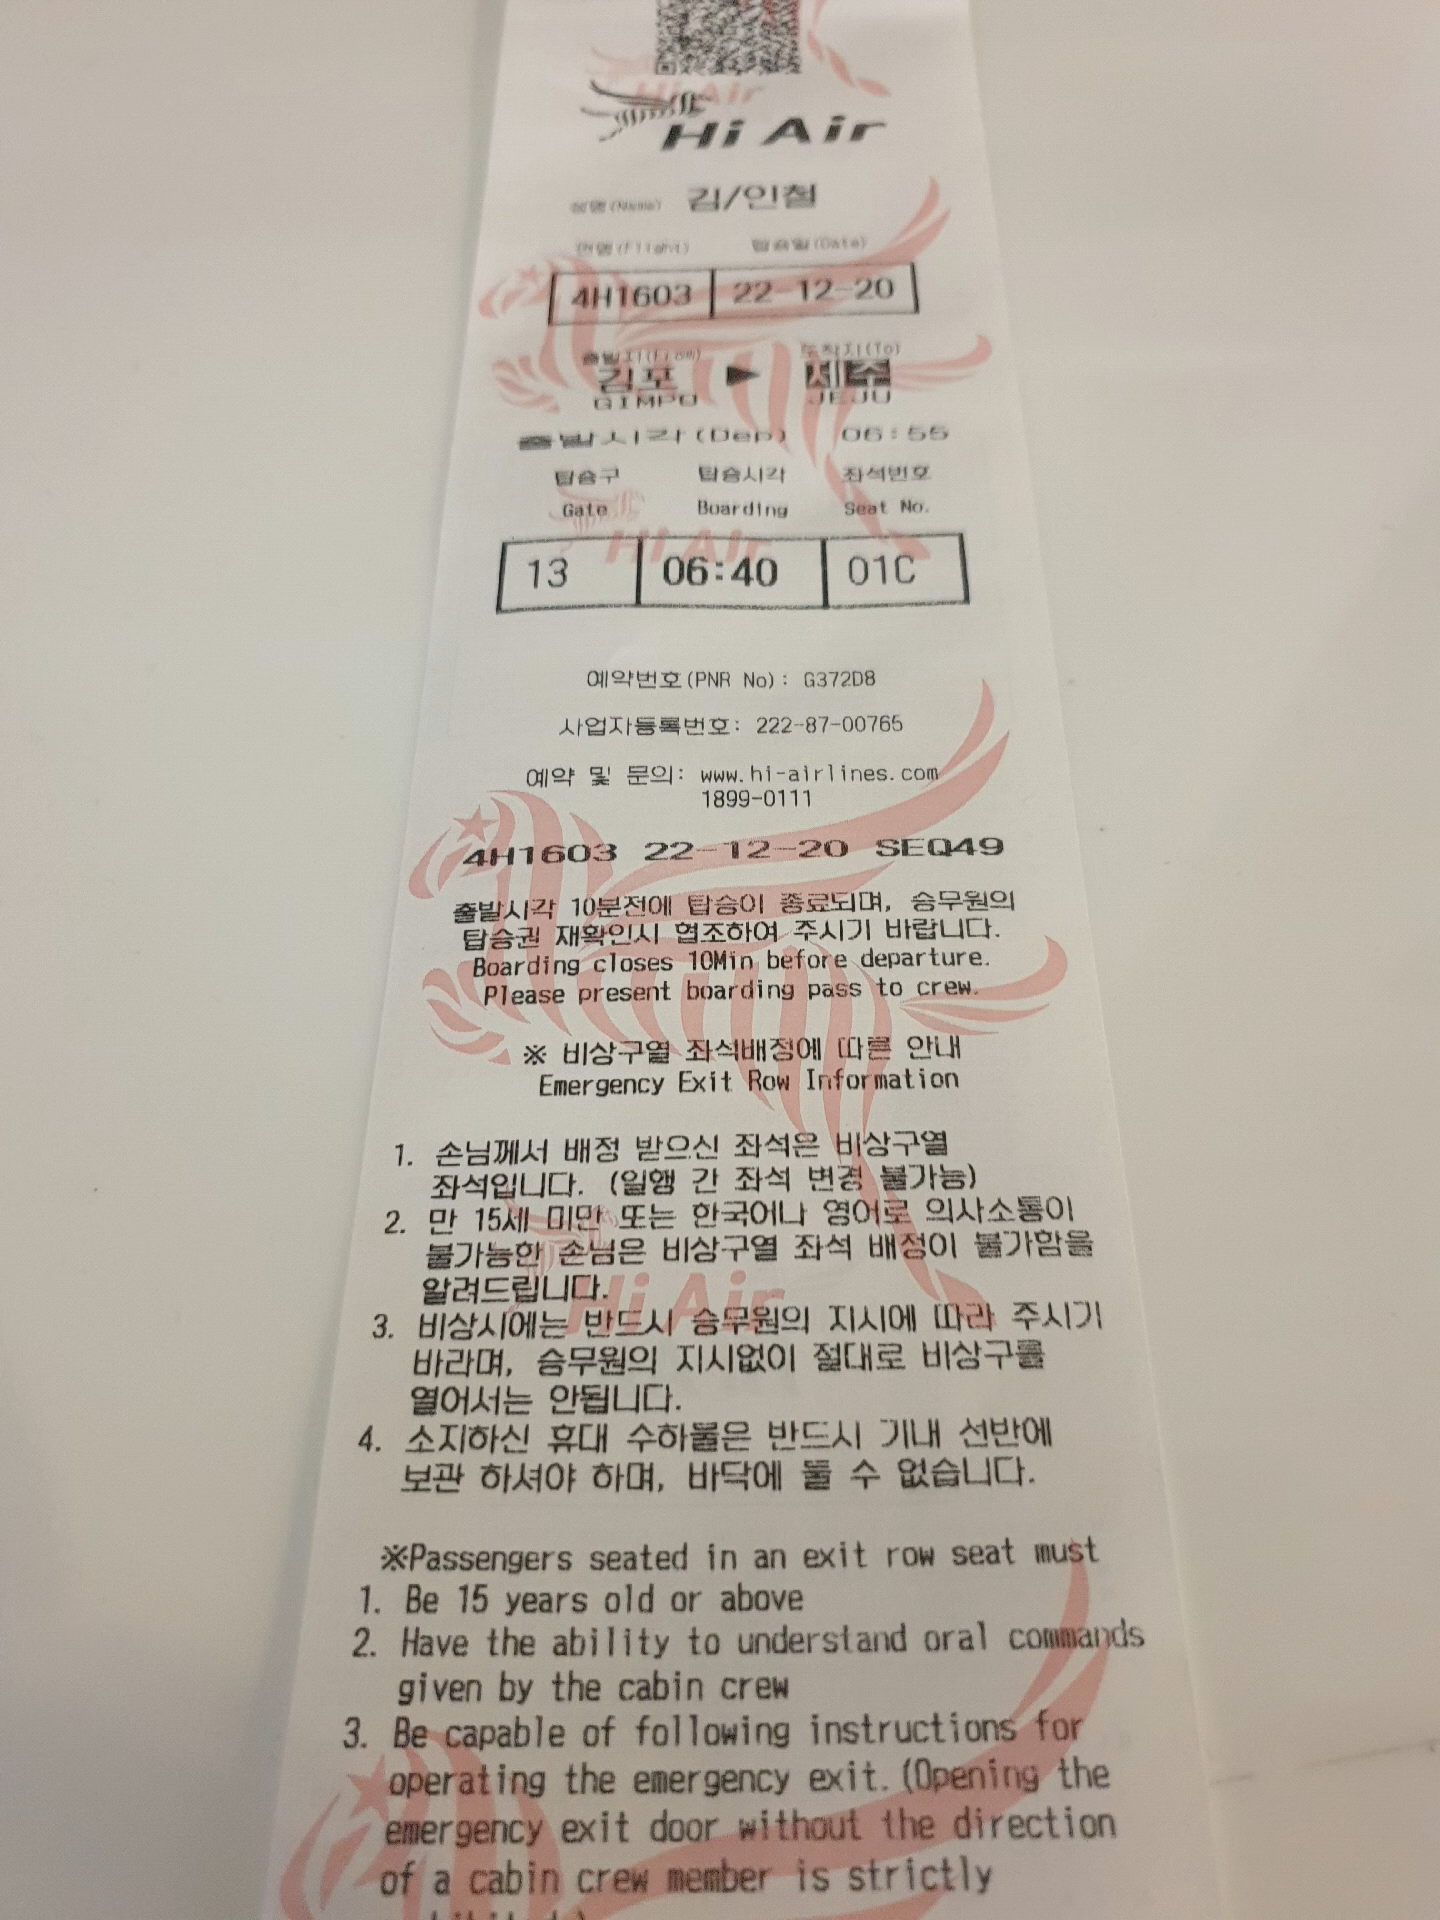 Hi Air
성명(Name) 김/인철
편명(Flight) 탑승일(Date)
4H1603 22-12-20
출발지(From) 도착지(To)
김포 ▶ 제주
GIMPO JEJU
출발시각(Dep) 06:55
탑승구 탑승시각 좌석번호
Gate Boarding Seat No.
13 06:40 01C
예약번호(PNR No): G372D8
사업자등록번호: 222-87-00765
예약 및 문의: www.hi-airlines.com
1899-0111
4H1603 22-12-20 SEQ49
출발시각 10분전에 탑승이 종료되며, 승무원의
탑승권 재확인시 협조하여 주시기 바랍니다.
Boarding closes 10Min before departure.
Please present boarding pass to crew.
※ 비상구열 좌석배정에 따른 안내
Emergency Exit Row Information
1. 손님께서 배정 받으신 좌석은 비상구열
좌석입니다. (일행 간 좌석 변경 불가능)
2. 만 15세 미만 또는 한국어나 영어로 의사소통이
불가능한 손님은 비상구열 좌석 배정이 불가함을
알려드립니다.
3. 비상시에는 반드시 승무원의 지시에 따라 주시기
바라며, 승무원의 지시없이 절대로 비상구를
열어서는 안됩니다.
4. 소지하신 휴대 수하물은 반드시 기내 선반에
보관 하셔야 하며, 바닥에 둘 수 없습니다.
※Passengers seated in an exit row seat must
1. Be 15 years old or above
2. Have the ability to understand oral commands
given by the cabin crew
3. Be capable of following instructions for
operating the emergency exit.(Opening the
emergency exit door without the direction
of a cabin crew member is strictly